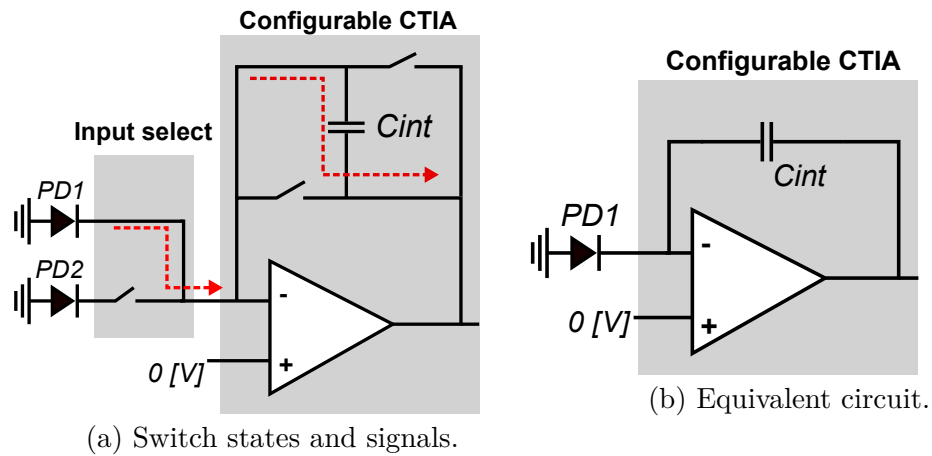 Configurable CTIA
Input select
Cint
PD1
PD2
-
+
0 [V]
(a) Switch states and signals.
Configurable CTIA
Cint
PD1
-
+
0 [V]
(b) Equivalent circuit.